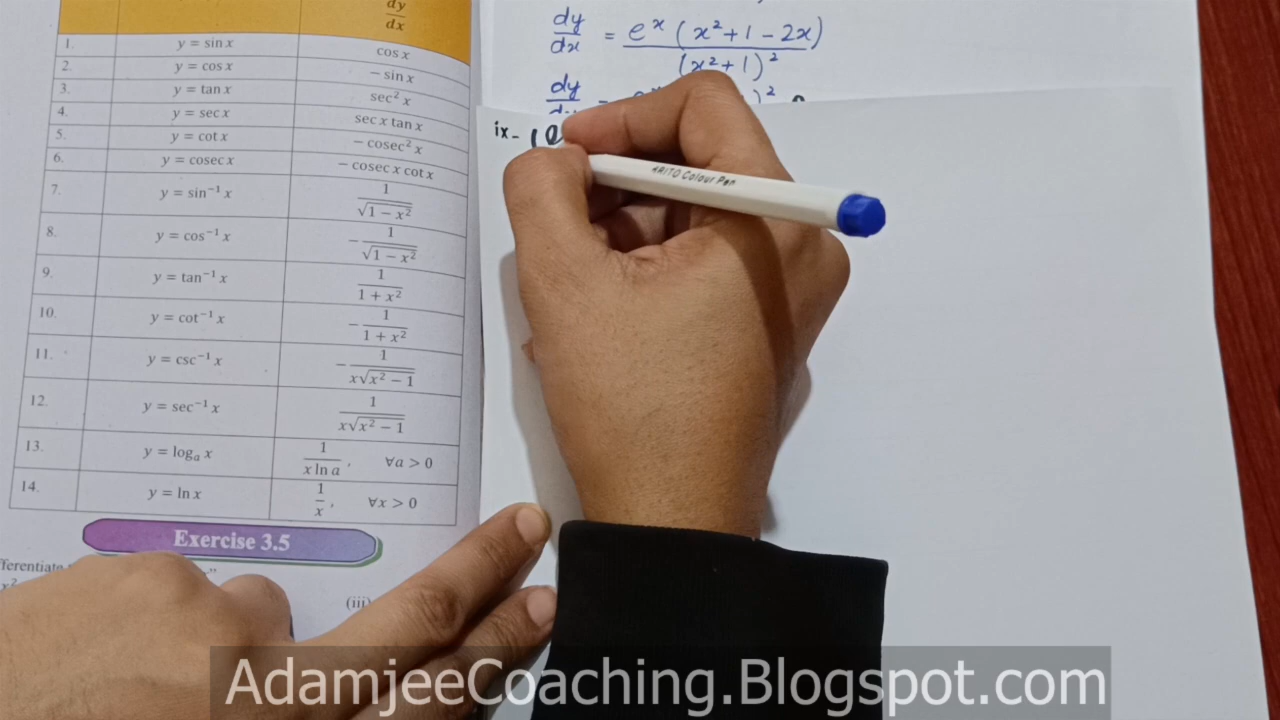 dy/dx
1. y = sin x cos x
2. y = cos x − sin x
3. y = tan x sec² x
4. y = sec x sec x tan x
5. y = cot x − cosec² x
6. y = cosec x − cosec x cot x
7. y = sin⁻¹ x 1/√(1 − x²)
8. y = cos⁻¹ x −1/√(1 − x²)
9. y = tan⁻¹ x 1/(1 + x²)
10. y = cot⁻¹ x −1/(1 + x²)
11. y = csc⁻¹ x −1/(x√(x² − 1))
12. y = sec⁻¹ x 1/(x√(x² − 1))
13. y = logₐ x 1/(x ln a), ∀a > 0
14. y = ln x 1/x, ∀x > 0
Exercise 3.5
fferentiate
x²
(iii)
dy/dx = eˣ (x² + 1 − 2x) / (x² + 1)²
dy
ix-
ARITO Colour Pen
AdamjeeCoaching.Blogspot.com